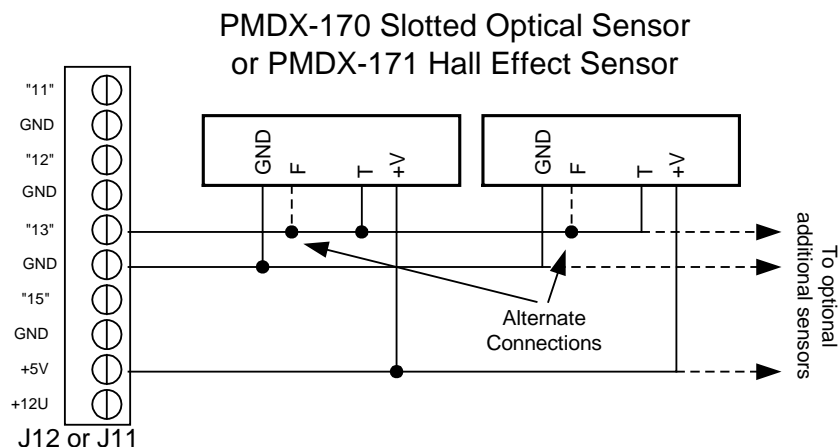 PMDX-170 Slotted Optical Sensor
or PMDX-171 Hall Effect Sensor
"11"
GND
"12"
GND
"13"
GND
"15"
GND
+5V
+12U
J12 or J11
GND
F
T
+V
GND
F
T
+V
Alternate
Connections
To optional
additional sensors